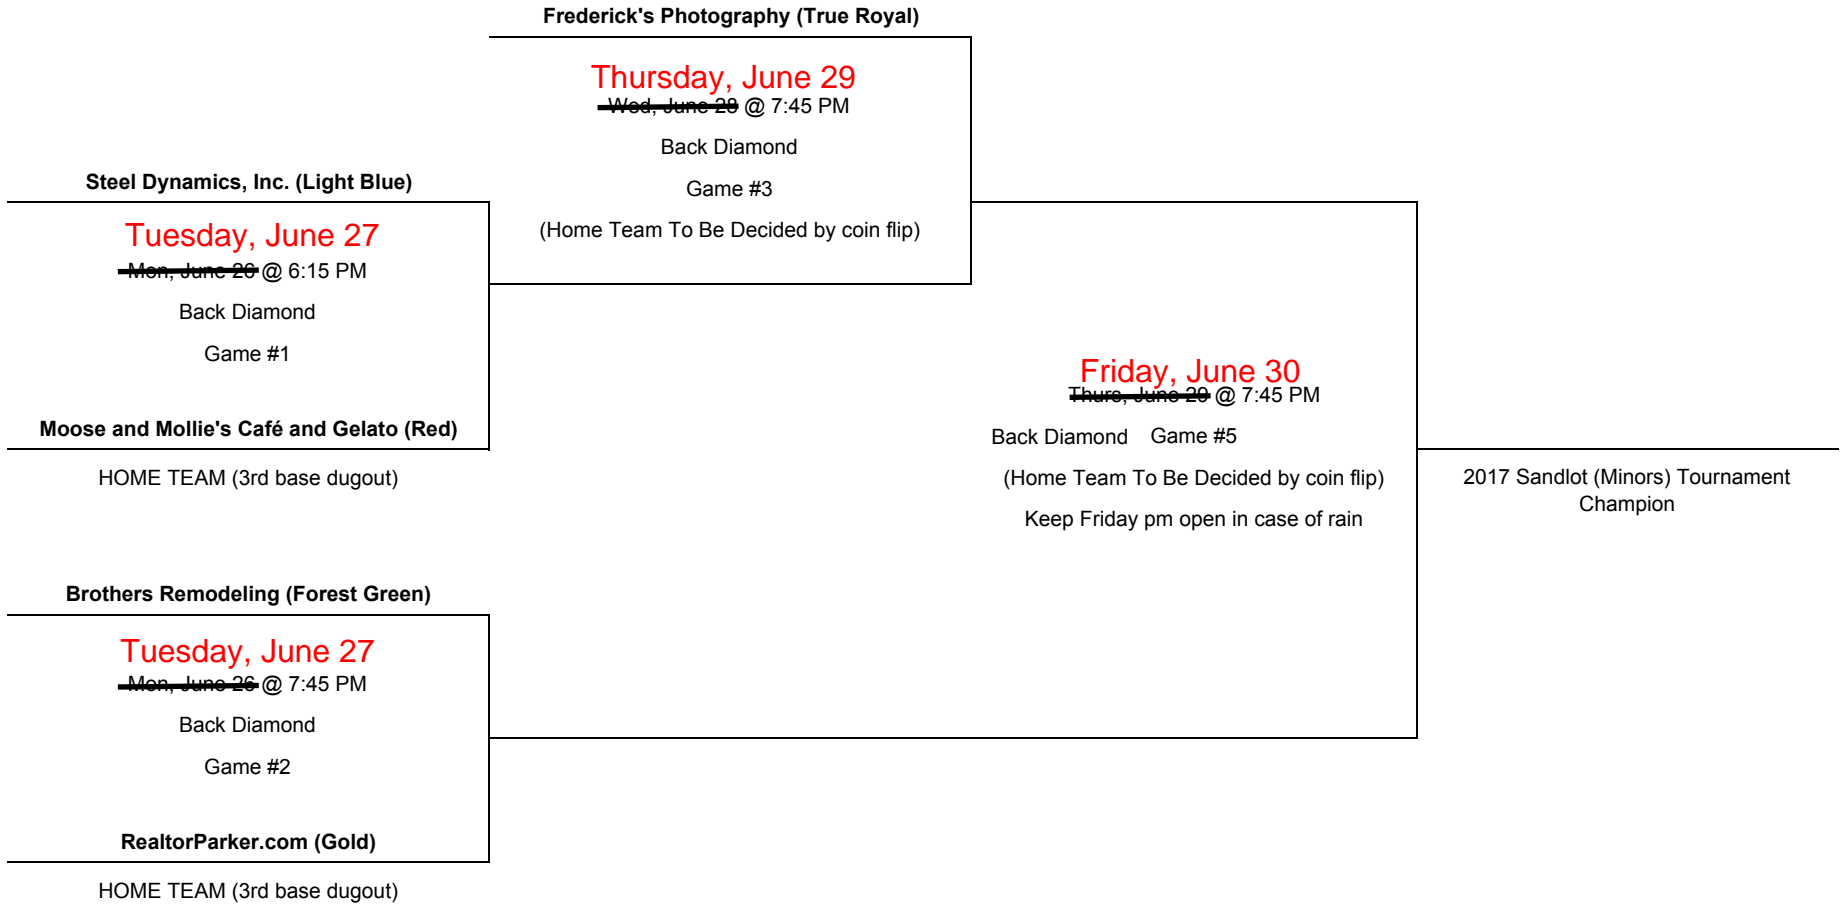 Frederick's Photography (True Royal)
Thursday, June 29
Wed, June 28 @ 7:45 PM
Back Diamond
Game #3
(Home Team To Be Decided by coin flip)
Steel Dynamics, Inc. (Light Blue)
Tuesday, June 27
Mon, June 26 @ 6:15 PM
Back Diamond
Game #1
Moose and Mollie's Café and Gelato (Red)
HOME TEAM (3rd base dugout)
Friday, June 30
Thurs, June 29 @ 7:45 PM
Back Diamond Game #5
(Home Team To Be Decided by coin flip)
Keep Friday pm open in case of rain
2017 Sandlot (Minors) Tournament
Champion
Brothers Remodeling (Forest Green)
Tuesday, June 27
Mon, June 26 @ 7:45 PM
Back Diamond
Game #2
RealtorParker.com (Gold)
HOME TEAM (3rd base dugout)